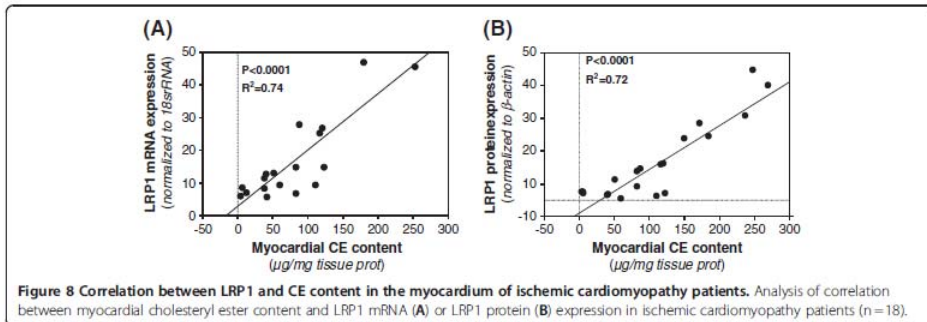 (A)
50
40
30
20
10
0
LRP1 mRNA expression
(normalized to 18srRNA)
P<0.0001
R²=0.74
-50 0 50 100 150 200 250 300
Myocardial CE content
(µg/mg tissue prot)
(B)
50
40
30
20
10
-10
LRP1 proteinexpression
(normalized to β-actin)
P<0.0001
R²=0.72
-50 0 50 100 150 200 250 300
Myocardial CE content
(µg/mg tissue prot)
Figure 8 Correlation between LRP1 and CE content in the myocardium of ischemic cardiomyopathy patients. Analysis of correlation
between myocardial cholesteryl ester content and LRP1 mRNA (A) or LRP1 protein (B) expression in ischemic cardiomyopathy patients (n = 18).